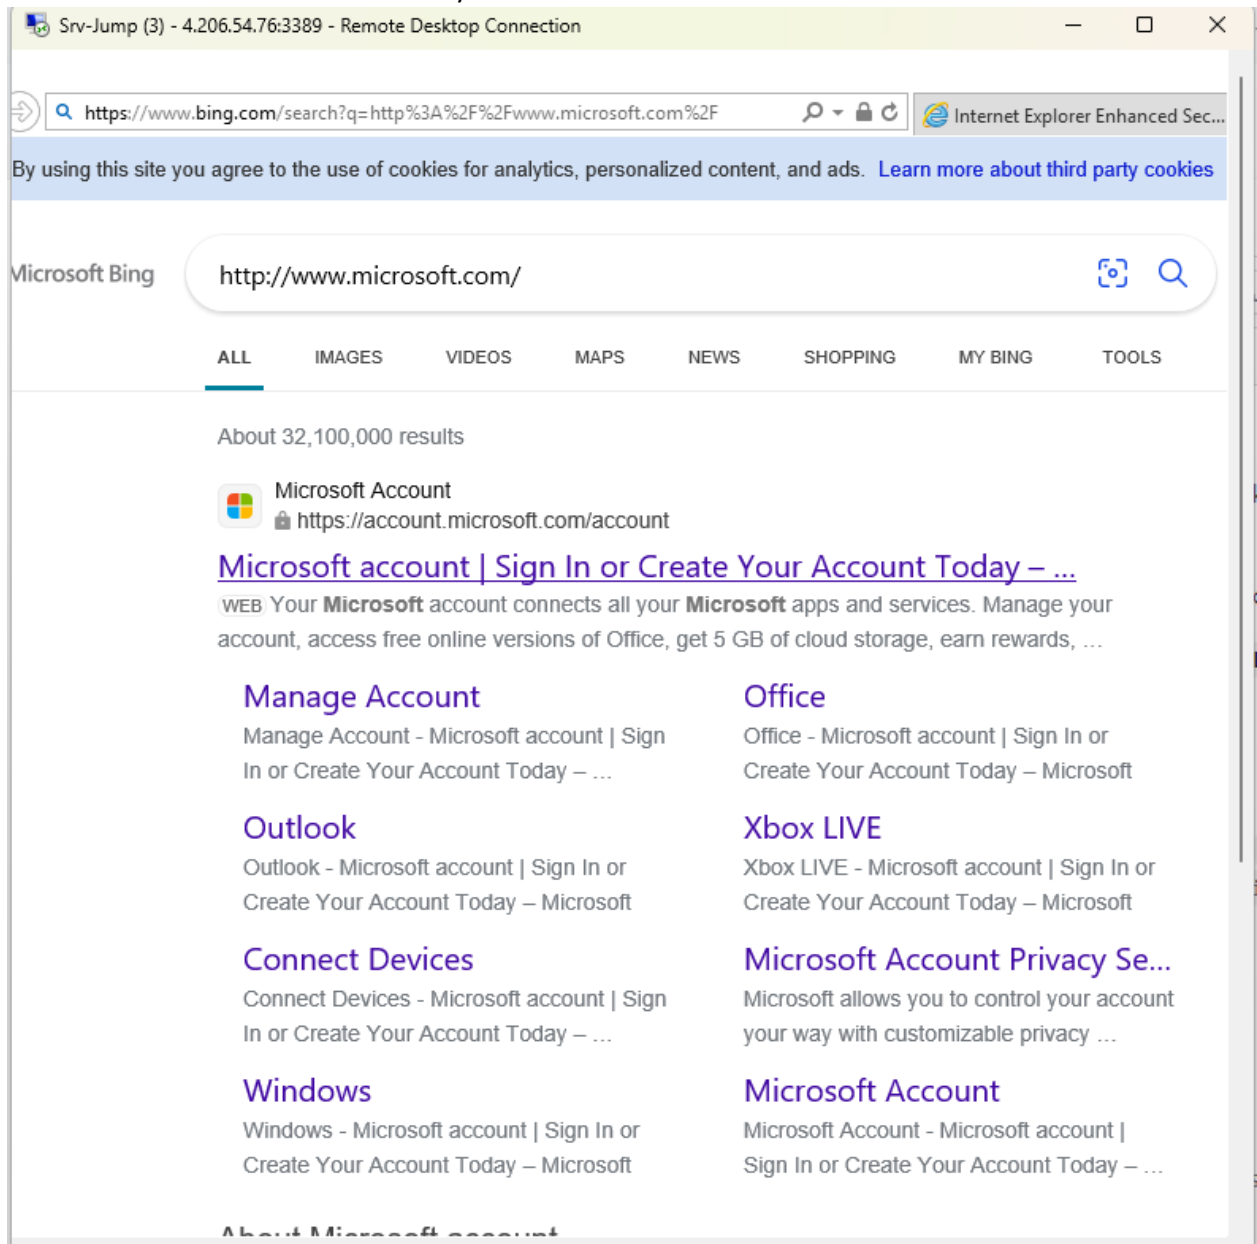 Srv-Jump (3) - 4.206.54.76:3389 - Remote Desktop Connection
https://www.bing.com/search?q=http%3A%2F%2Fwww.microsoft.com%2F
Internet Explorer Enhanced Sec...
By using this site you agree to the use of cookies for analytics, personalized content, and ads. Learn more about third party cookies
Microsoft Bing
http://www.microsoft.com/
ALL IMAGES VIDEOS MAPS NEWS SHOPPING MY BING TOOLS
About 32,100,000 results
Microsoft Account
https://account.microsoft.com/account
Microsoft account | Sign In or Create Your Account Today – ...
WEB Your Microsoft account connects all your Microsoft apps and services. Manage your
account, access free online versions of Office, get 5 GB of cloud storage, earn rewards, ...
Manage Account
Manage Account - Microsoft account | Sign
In or Create Your Account Today – ...
Office
Office - Microsoft account | Sign In or
Create Your Account Today – Microsoft
Outlook
Outlook - Microsoft account | Sign In or
Create Your Account Today – Microsoft
Xbox LIVE
Xbox LIVE - Microsoft account | Sign In or
Create Your Account Today – Microsoft
Connect Devices
Connect Devices - Microsoft account | Sign
In or Create Your Account Today – ...
Microsoft Account Privacy Se...
Microsoft allows you to control your account
your way with customizable privacy ...
Windows
Windows - Microsoft account | Sign In or
Create Your Account Today – Microsoft
Microsoft Account
Microsoft Account - Microsoft account |
Sign In or Create Your Account Today – ...
About Microsoft account